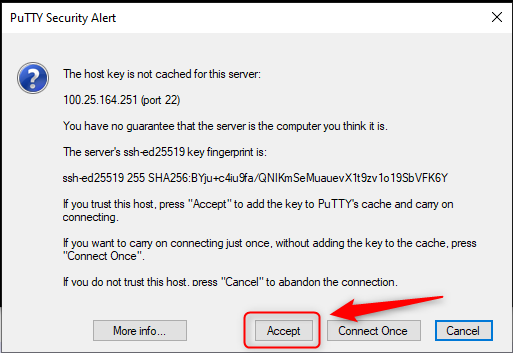 PuTTY Security Alert
The host key is not cached for this server:
100.25.164.251 (port 22)
You have no guarantee that the server is the computer you think it is.
The server's ssh-ed25519 key fingerprint is:
ssh-ed25519 255 SHA256:BYju+c4iu9fa/QNIKmSeMuauevX1t9zv1o19SbVFK6Y
If you trust this host, press "Accept" to add the key to PuTTY's cache and carry on
connecting.
If you want to carry on connecting just once, without adding the key to the cache, press
"Connect Once".
If you do not trust this host, press "Cancel" to abandon the connection.
More info...
Accept
Connect Once
Cancel